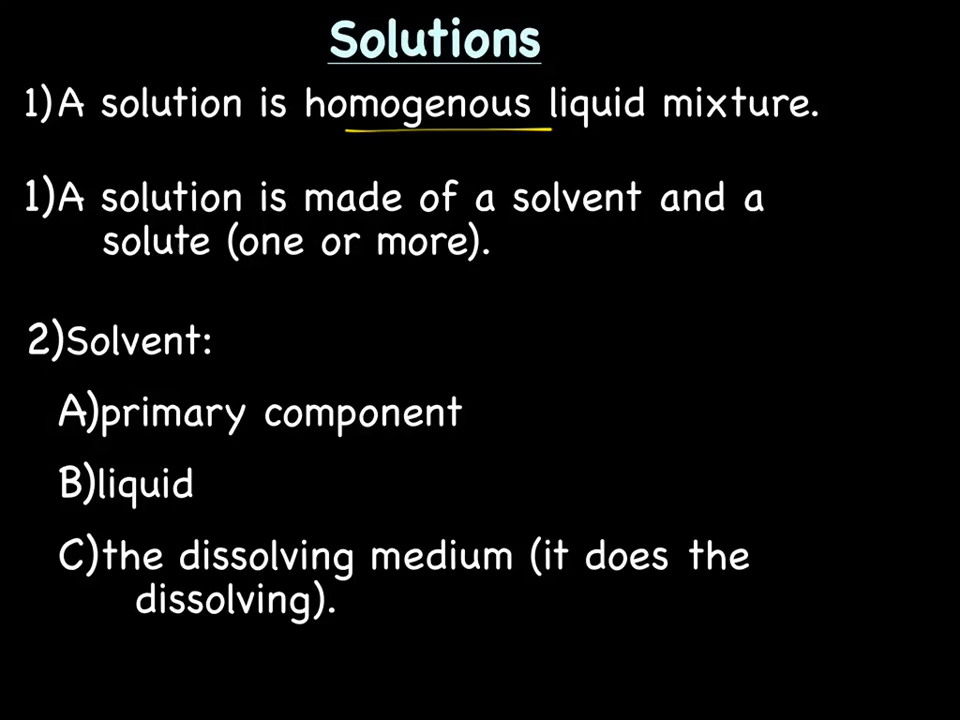 Solutions
1)A solution is homogenous liquid mixture.
1)A solution is made of a solvent and a
solute (one or more).
2)Solvent:
A)primary component
B)liquid
C)the dissolving medium (it does the
dissolving).